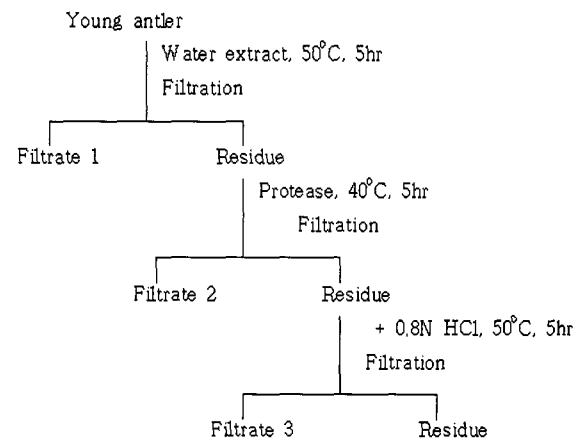 Young antler
Water extract, 50°C, 5hr
Filtration
Filtrate 1 Residue
Protease, 40°C, 5hr
Filtration
Filtrate 2 Residue
+ 0.8N HCl, 50°C, 5hr
Filtration
Filtrate 3 Residue